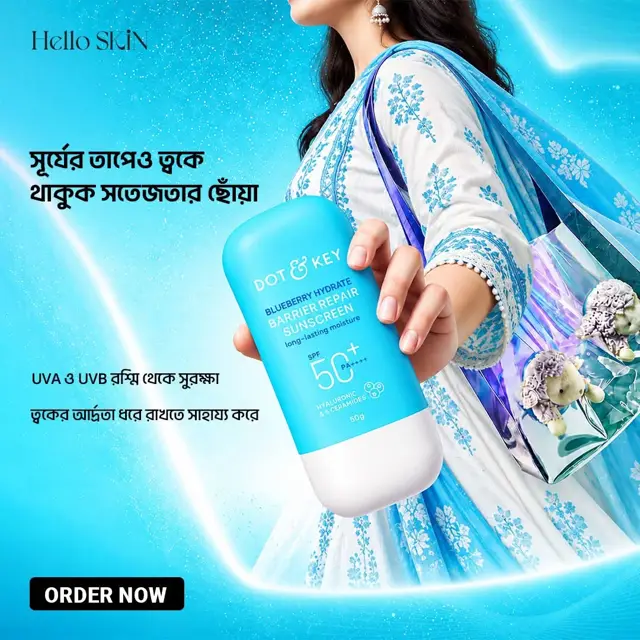 Hello SKiN
সূর্যের তাপেও ত্বকে
থাকুক সতেজতার ছোঁয়া
DOT & KEY
BLUEBERRY HYDRATE
BARRIER REPAIR
SUNSCREEN
long-lasting moisture
SPF
50+
PA++++
HYALURONIC
& 5 CERAMIDES
50g
UVA ও UVB রশ্মি থেকে সুরক্ষা
ত্বকের আর্দ্রতা ধরে রাখতে সাহায্য করে
ORDER NOW